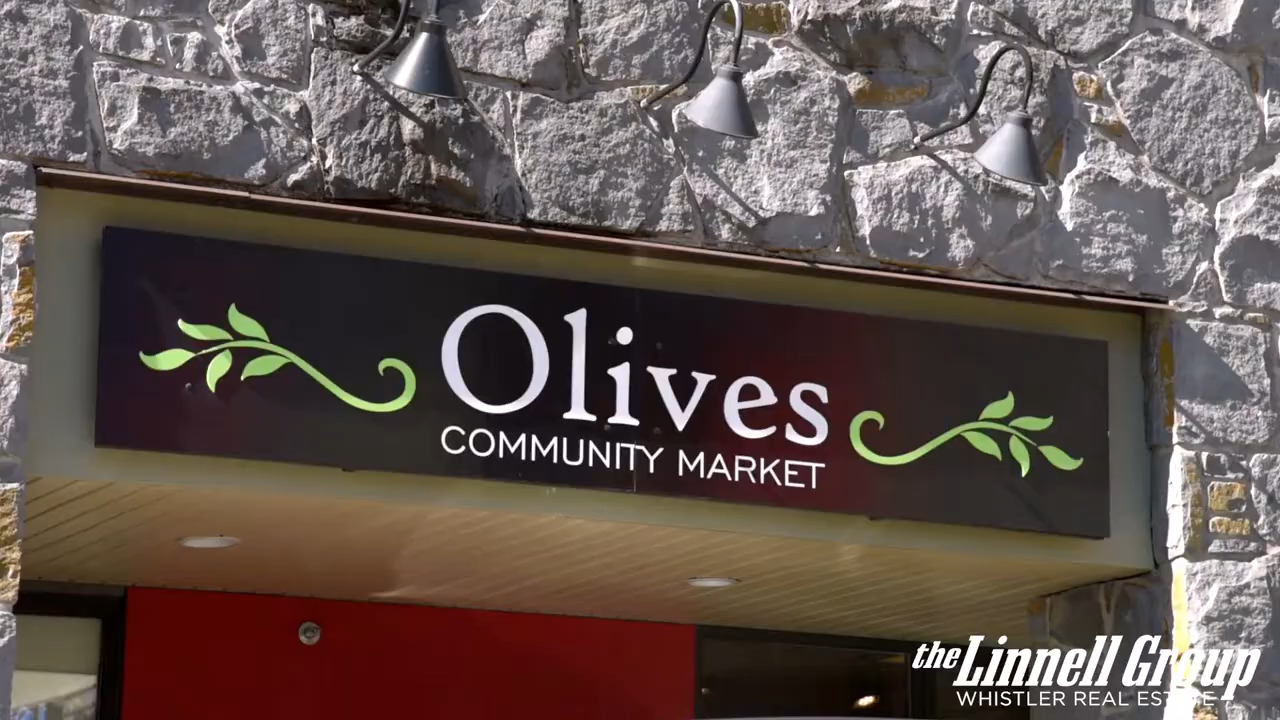 Olives
COMMUNITY MARKET
the Linnell Group
WHISTLER REAL ESTATE